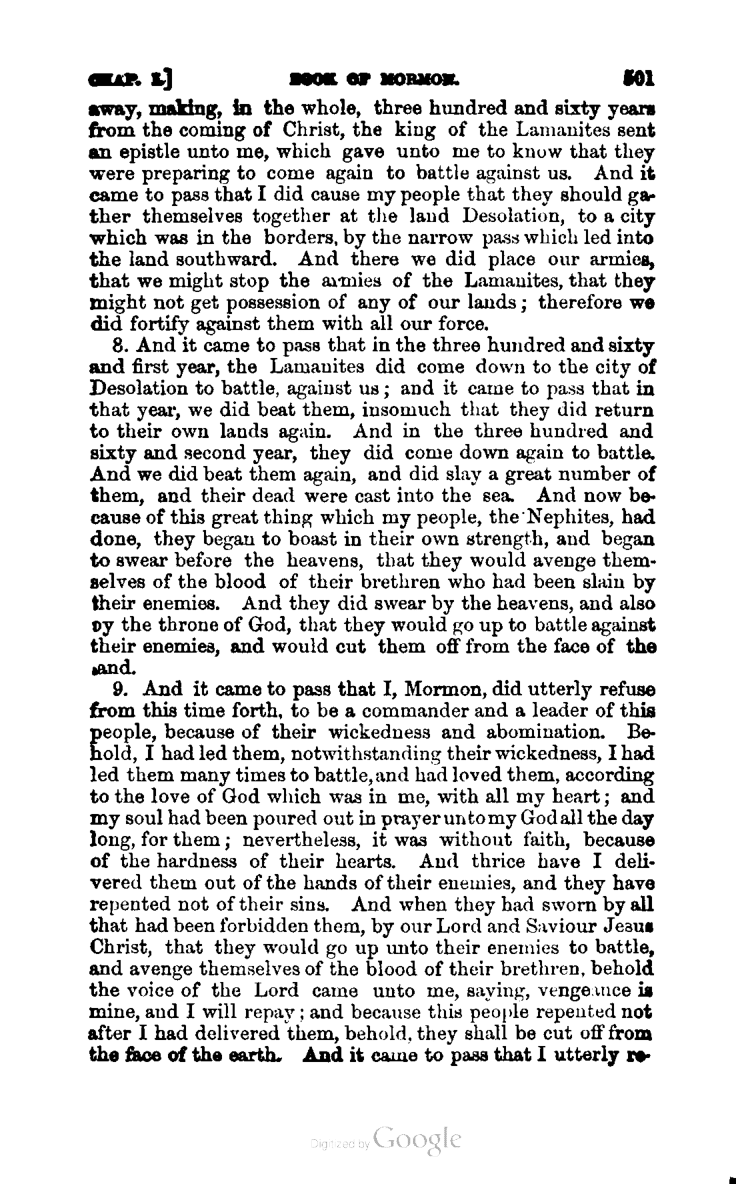 CHAP. I.] BOOK OF MORMON. 501
away, making, in the whole, three hundred and sixty years
from the coming of Christ, the king of the Lamanites sent
an epistle unto me, which gave unto me to know that they
were preparing to come again to battle against us. And it
came to pass that I did cause my people that they should ga-
ther themselves together at the land Desolation, to a city
which was in the borders, by the narrow pass which led into
the land southward. And there we did place our armies,
that we might stop the armies of the Lamanites, that they
might not get possession of any of our lands; therefore we
did fortify against them with all our force.
8. And it came to pass that in the three hundred and sixty
and first year, the Lamanites did come down to the city of
Desolation to battle, against us; and it came to pass that in
that year, we did beat them, insomuch that they did return
to their own lands again. And in the three hundred and
sixty and second year, they did come down again to battle.
And we did beat them again, and did slay a great number of
them, and their dead were cast into the sea. And now be-
cause of this great thing which my people, the Nephites, had
done, they began to boast in their own strength, and began
to swear before the heavens, that they would avenge them-
selves of the blood of their brethren who had been slain by
their enemies. And they did swear by the heavens, and also
by the throne of God, that they would go up to battle against
their enemies, and would cut them off from the face of the
land.
9. And it came to pass that I, Mormon, did utterly refuse
from this time forth, to be a commander and a leader of this
people, because of their wickedness and abomination. Be-
hold, I had led them, notwithstanding their wickedness, I had
led them many times to battle, and had loved them, according
to the love of God which was in me, with all my heart; and
my soul had been poured out in prayer unto my God all the day
long, for them; nevertheless, it was without faith, because
of the hardness of their hearts. And thrice have I deli-
vered them out of the hands of their enemies, and they have
repented not of their sins. And when they had sworn by all
that had been forbidden them, by our Lord and Saviour Jesus
Christ, that they would go up unto their enemies to battle,
and avenge themselves of the blood of their brethren, behold
the voice of the Lord came unto me, saying, vengeance is
mine, and I will repay; and because this people repented not
after I had delivered them, behold, they shall be cut off from
the face of the earth. And it came to pass that I utterly re-
Digitized by Google